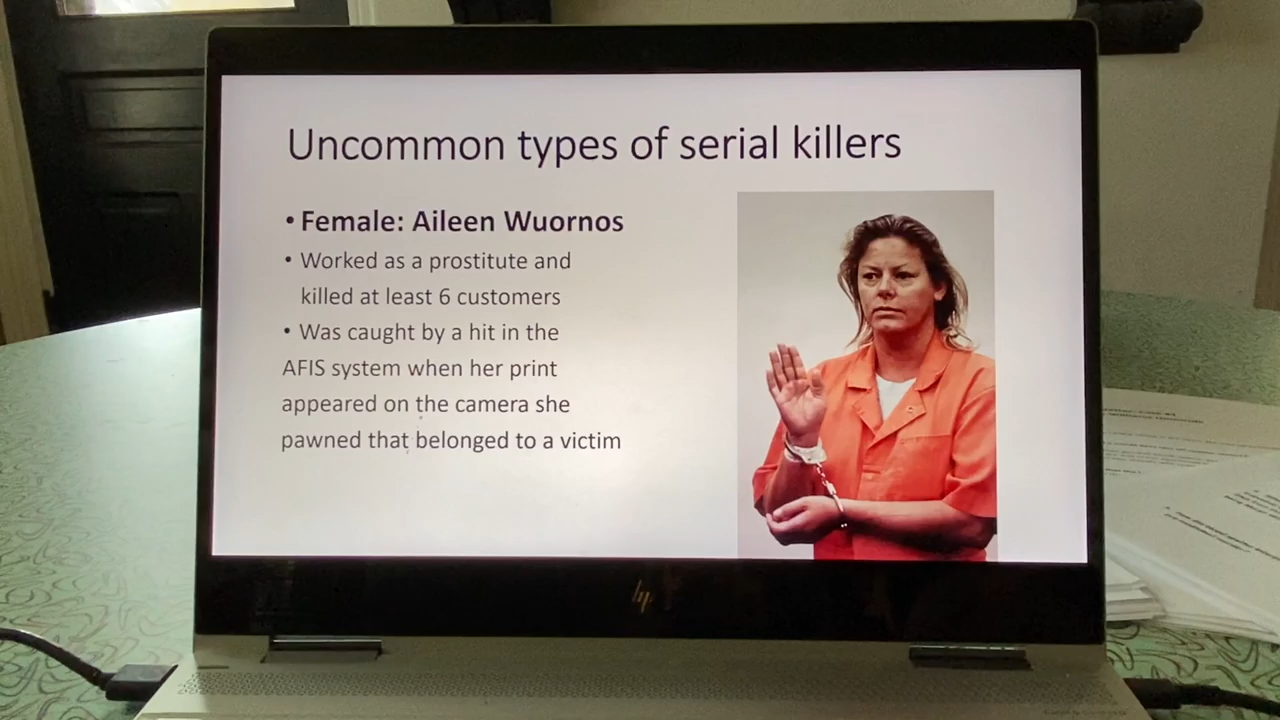 Uncommon types of serial killers
• Female: Aileen Wuornos
• Worked as a prostitute and
killed at least 6 customers
• Was caught by a hit in the
AFIS system when her print
appeared on the camera she
pawned that belonged to a victim
hp